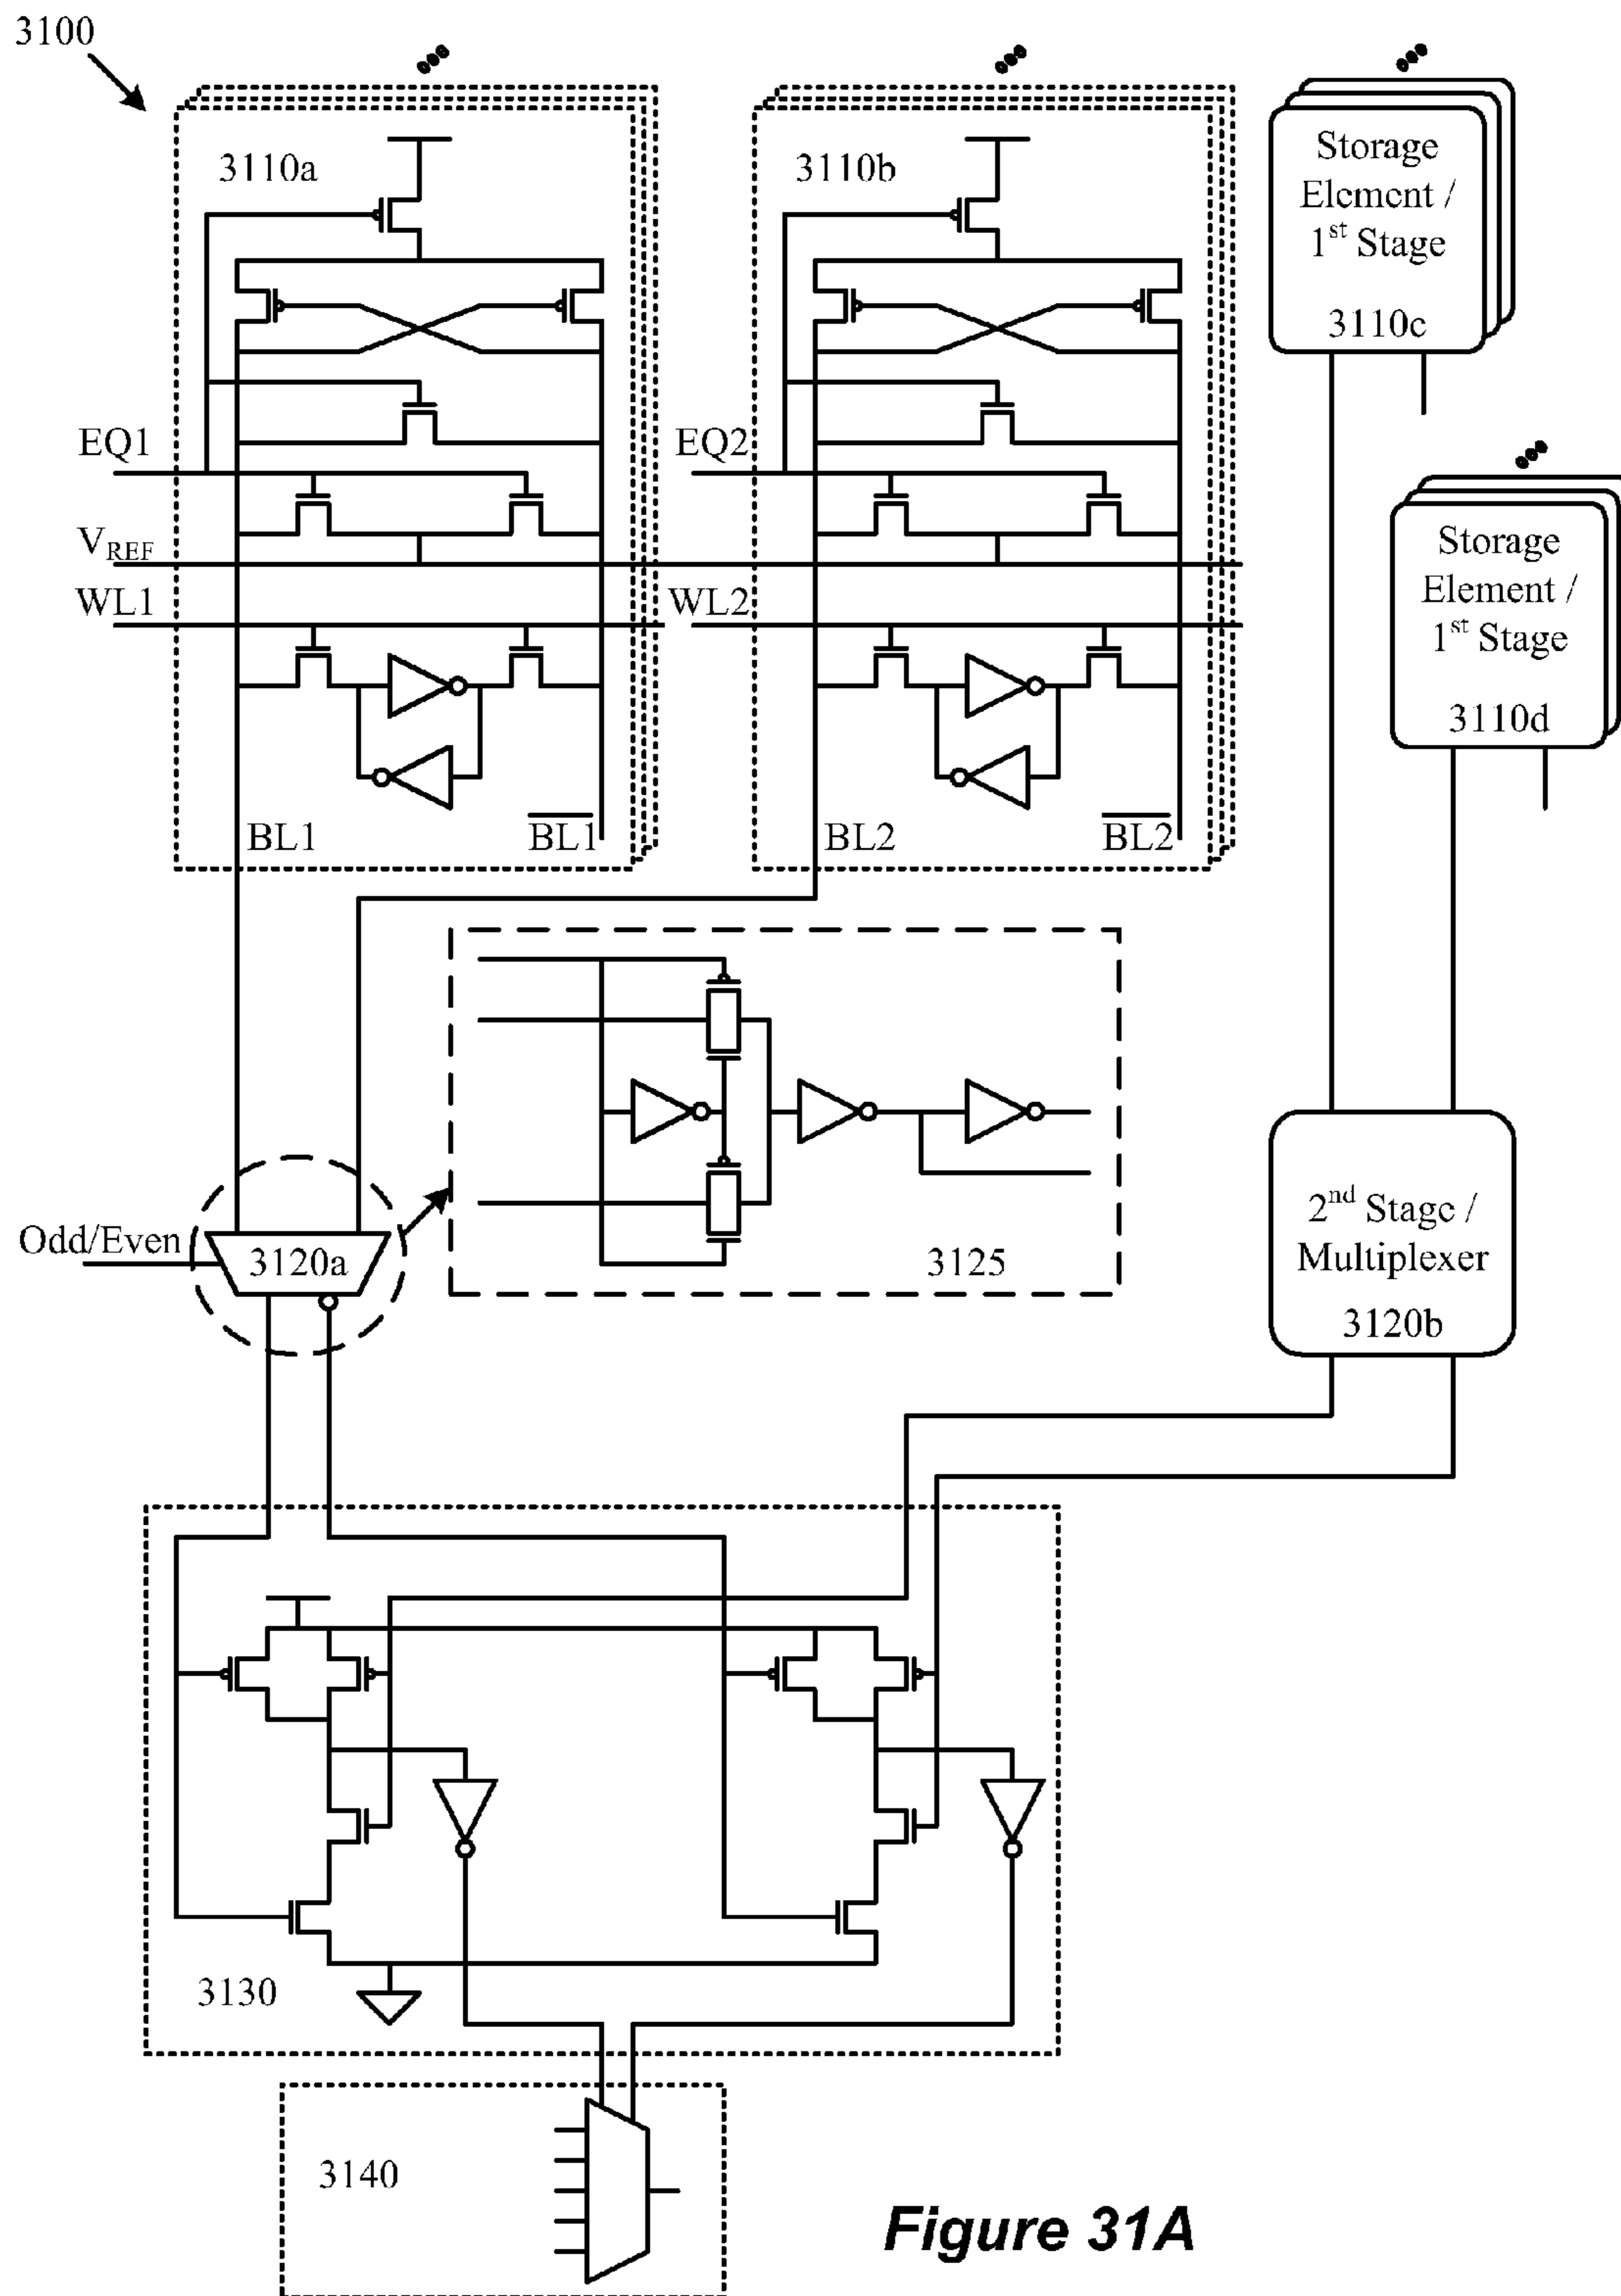 3100
3110a
3110b
Storage
Element /
1st Stage
3110c
EQ1
EQ2
VREF
WL1
WL2
Storage
Element /
1st Stage
3110d
BL1
BL1
BL2
BL2
Odd/Even
3120a
3125
2nd Stage /
Multiplexer
3120b
3130
3140
Figure 31A